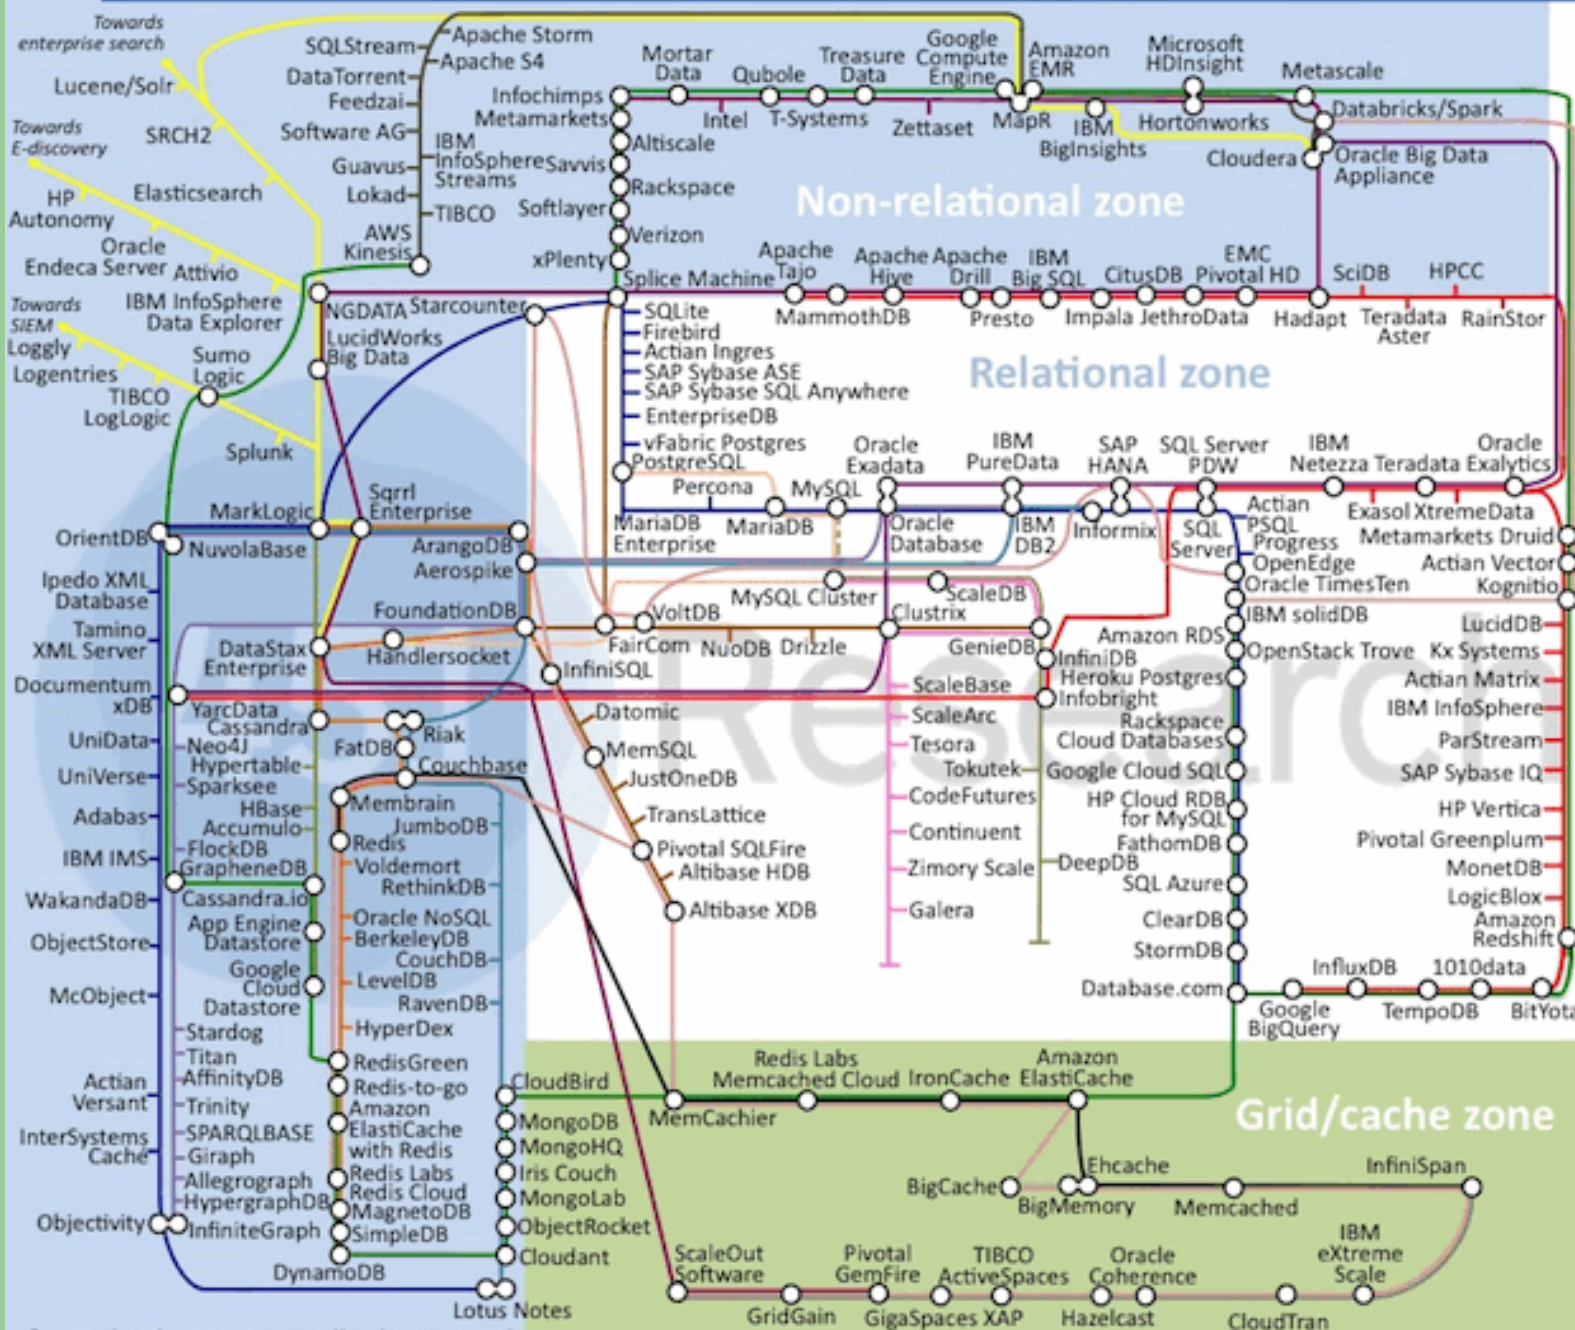 Towards
enterprise search
Lucene/Solr
SRCH2
Towards
E-discovery
HP
Autonomy
Elasticsearch
Oracle
Endeca Server
Attivio
Towards
SIEM
IBM InfoSphere
Data Explorer
Loggly
Logentries
Sumo
Logic
TIBCO
LogLogic
Splunk
SQLStream
Apache Storm
Apache S4
DataTorrent
Feedzai
Software AG
IBM
InfoSphere
Streams
Guavus
Lokad
TIBCO
AWS
Kinesis
Infochimps
Metamarkets
Altiscale
Savvis
Rackspace
Softlayer
Verizon
xPlenty
Splice Machine
Mortar
Data
Intel
Qubole
T-Systems
Treasure
Data
Zettaset
Google
Compute
Engine
Amazon
EMR
MapR
IBM
BigInsights
Microsoft
HDInsight
Hortonworks
Metascale
Databricks/Spark
Cloudera
Oracle Big Data
Appliance
Non-relational zone
Apache
Tajo
MammothDB
Apache
Hive
Apache
Drill
Presto
IBM
Big SQL
Impala
CitusDB
JethroData
EMC
Pivotal HD
Hadapt
SciDB
Teradata
Aster
HPCC
RainStor
NGDATA
Starcounter
LucidWorks
Big Data
SQLite
Firebird
Actian Ingres
SAP Sybase ASE
SAP Sybase SQL Anywhere
EnterpriseDB
vFabric Postgres
PostgreSQL
Relational zone
Percona
MySQL
MariaDB
Enterprise
MariaDB
Oracle
Exadata
Oracle
Database
IBM
PureData
IBM
DB2
SAP
HANA
Informix
SQL Server
PDW
SQL
Server
IBM
Netezza
Teradata
Oracle
Exalytics
Exasol
XtremeData
Actian
PSQL
Progress
OpenEdge
Oracle TimesTen
IBM solidDB
Metamarkets Druid
Actian Vector
Kognitio
LucidDB
Kx Systems
Actian Matrix
IBM InfoSphere
ParStream
SAP Sybase IQ
HP Vertica
Pivotal Greenplum
MonetDB
LogicBlox
Amazon
Redshift
MarkLogic
Sqrrl
Enterprise
OrientDB
NuvolaBase
ArangoDB
Aerospike
Ipedo XML
Database
FoundationDB
Tamino
XML Server
DataStax
Enterprise
Handlersocket
Documentum
xDB
YarcData
Cassandra
Riak
FatDB
Couchbase
UniData
Neo4J
Hypertable
UniVerse
Sparksee
HBase
Adabas
Accumulo
FlockDB
IBM IMS
GrapheneDB
WakandaDB
Cassandra.io
App Engine
Datastore
ObjectStore
Google
Cloud
Datastore
McObject
Stardog
Titan
AffinityDB
Actian
Versant
Trinity
SPARQLBASE
InterSystems
Caché
Giraph
Allegrograph
HypergraphDB
Objectivity
InfiniteGraph
Membrain
JumboDB
Redis
Voldemort
RethinkDB
Oracle NoSQL
BerkeleyDB
CouchDB
LevelDB
RavenDB
HyperDex
RedisGreen
Redis-to-go
Amazon
ElastiCache
with Redis
Redis Labs
Redis Cloud
MagnetoDB
SimpleDB
DynamoDB
CloudBird
MongoDB
MongoHQ
Iris Couch
MongoLab
ObjectRocket
Cloudant
Lotus Notes
MySQL Cluster
ScaleDB
VoltDB
FairCom
NuoDB
Drizzle
Clustrix
GenieDB
InfiniSQL
Datomic
MemSQL
JustOneDB
TransLattice
Pivotal SQLFire
Altibase HDB
Altibase XDB
ScaleBase
ScaleArc
Tesora
Tokutek
CodeFutures
Continuent
Zimory Scale
DeepDB
Galera
Amazon RDS
InfiniDB
OpenStack Trove
Heroku Postgres
Infobright
Rackspace
Cloud Databases
Google Cloud SQL
HP Cloud RDB
for MySQL
FathomDB
SQL Azure
ClearDB
StormDB
Database.com
Google
BigQuery
InfluxDB
TempoDB
1010data
BitYota
Research
Grid/cache zone
MemCachier
Redis Labs
Memcached Cloud
IronCache
Amazon
ElastiCache
BigCache
Ehcache
BigMemory
Memcached
InfiniSpan
ScaleOut
Software
GridGain
Pivotal
GemFire
GigaSpaces XAP
TIBCO
ActiveSpaces
Oracle
Coherence
Hazelcast
CloudTran
IBM
eXtreme
Scale